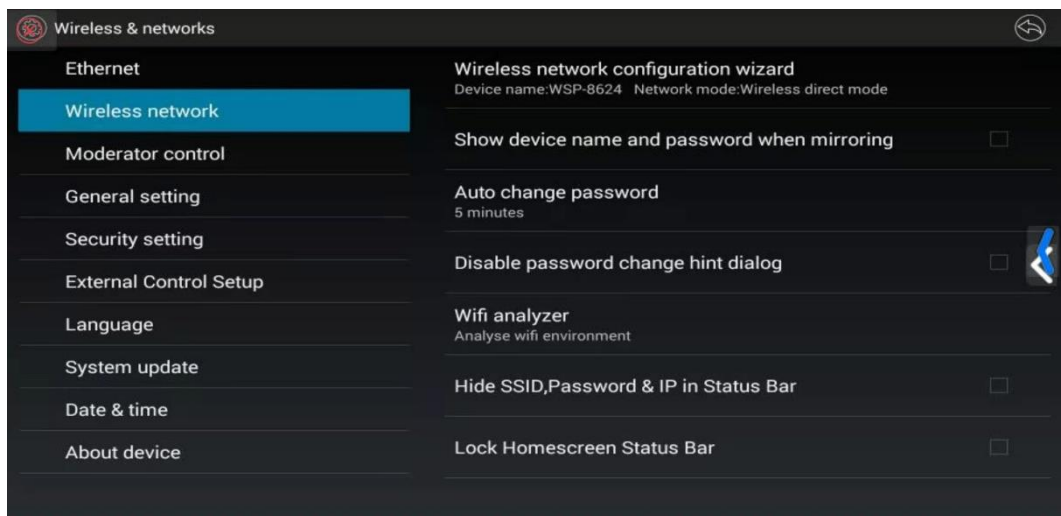 Wireless & networks
Ethernet
Wireless network
Moderator control
General setting
Security setting
External Control Setup
Language
System update
Date & time
About device
Wireless network configuration wizard
Device name:WSP-8624 Network mode:Wireless direct mode
Show device name and password when mirroring
Auto change password
5 minutes
Disable password change hint dialog
Wifi analyzer
Analyse wifi environment
Hide SSID,Password & IP in Status Bar
Lock Homescreen Status Bar